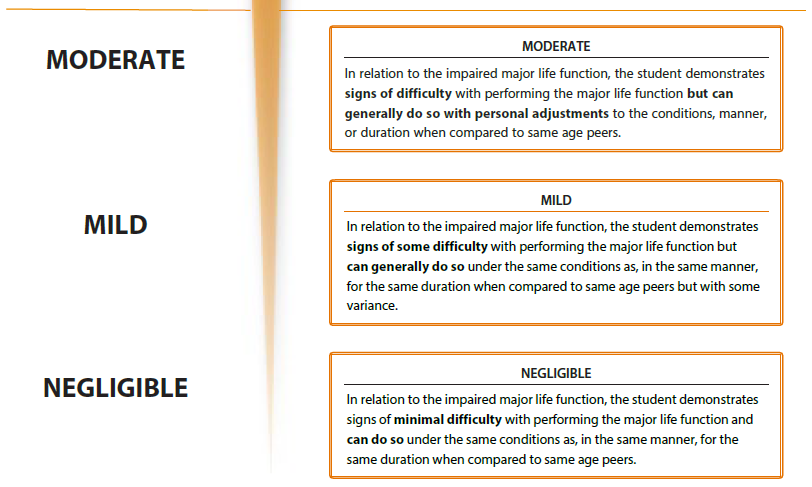 MODERATE
MODERATE
In relation to the impaired major life function, the student demonstrates
signs of difficulty with performing the major life function but can
generally do so with personal adjustments to the conditions, manner,
or duration when compared to same age peers.
MILD
MILD
In relation to the impaired major life function, the student demonstrates
signs of some difficulty with performing the major life function but
can generally do so under the same conditions as, in the same manner,
for the same duration when compared to same age peers but with some
variance.
NEGLIGIBLE
NEGLIGIBLE
In relation to the impaired major life function, the student demonstrates
signs of minimal difficulty with performing the major life function and
can do so under the same conditions as, in the same manner, for the
same duration when compared to same age peers.